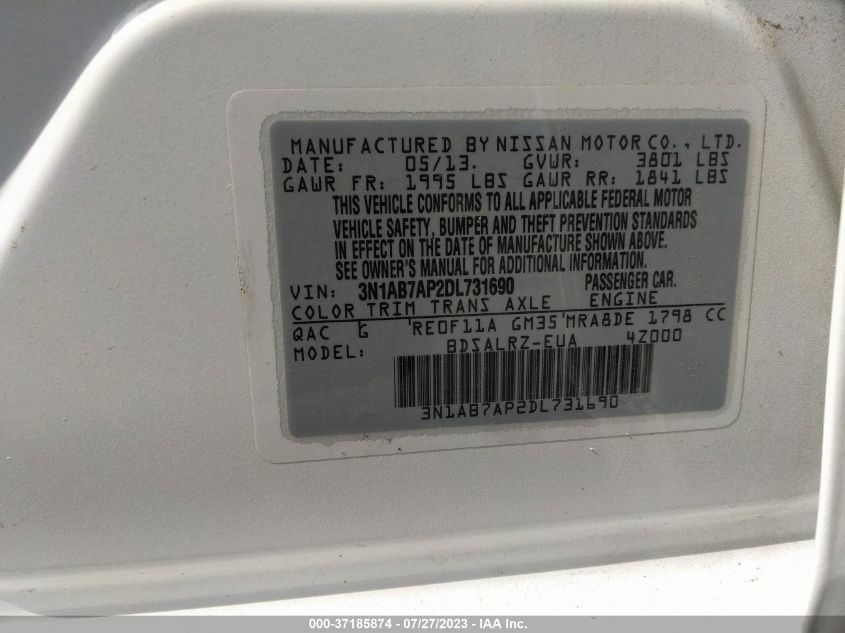 MANUFACTURED BY NISSAN MOTOR CO., LTD.
DATE: 05/13. GVWR: 3801 LBS
GAWR FR: 1995 LBS GAWR RR: 1841 LBS
THIS VEHICLE CONFORMS TO ALL APPLICABLE FEDERAL MOTOR
VEHICLE SAFETY, BUMPER AND THEFT PREVENTION STANDARDS
IN EFFECT ON THE DATE OF MANUFACTURE SHOWN ABOVE.
SEE OWNER'S MANUAL FOR ADDITIONAL INFORMATION.
VIN: 3N1AB7AP2DL731690 PASSENGER CAR.
COLOR TRIM TRANS AXLE ENGINE
QAC G 'RE0F11A GM35'MRA8DE 1798 CC
MODEL: BDSALRZ-EUA 4Z000
3N1AB7AP2DL731690
000-37185874 - 07/27/2023 - IAA Inc.